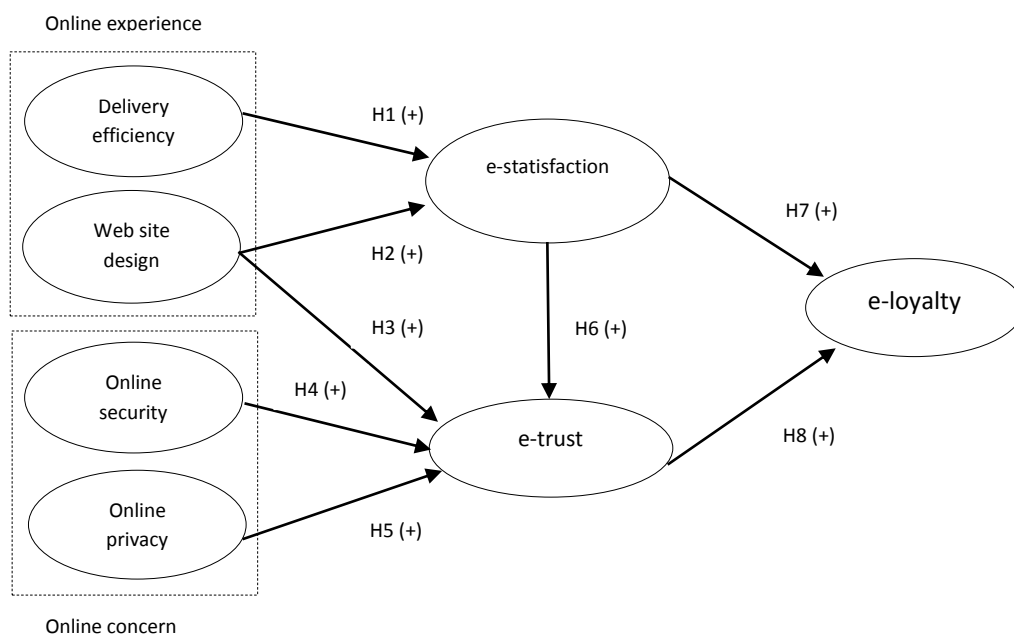 Online experience
Delivery
efficiency
H1 (+)
e-statisfaction
Web site
design
H2 (+)
H7 (+)
e-loyalty
H3 (+)
H6 (+)
Online
security
H4 (+)
e-trust
H8 (+)
Online
privacy
H5 (+)
Online concern